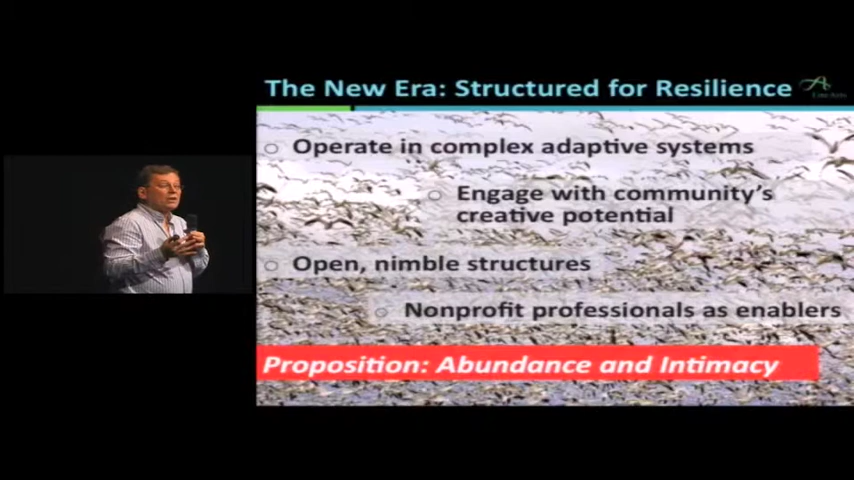 The New Era: Structured for Resilience
Operate in complex adaptive systems
Engage with community's
creative potential
Open, nimble structures
Nonprofit professionals as enablers
Proposition: Abundance and Intimacy